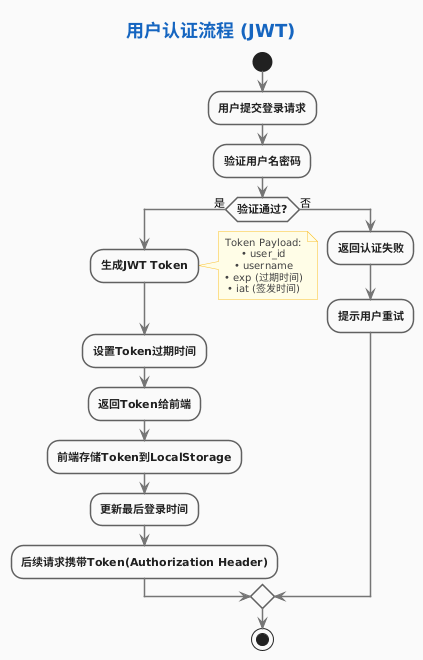 用户认证流程 (JWT)
用户提交登录请求
验证用户名密码
验证通过?
是
否
生成JWT Token
Token Payload:
• user_id
• username
• exp (过期时间)
• iat (签发时间)
设置Token过期时间
返回Token给前端
前端存储Token到LocalStorage
更新最后登录时间
后续请求携带Token(Authorization Header)
返回认证失败
提示用户重试